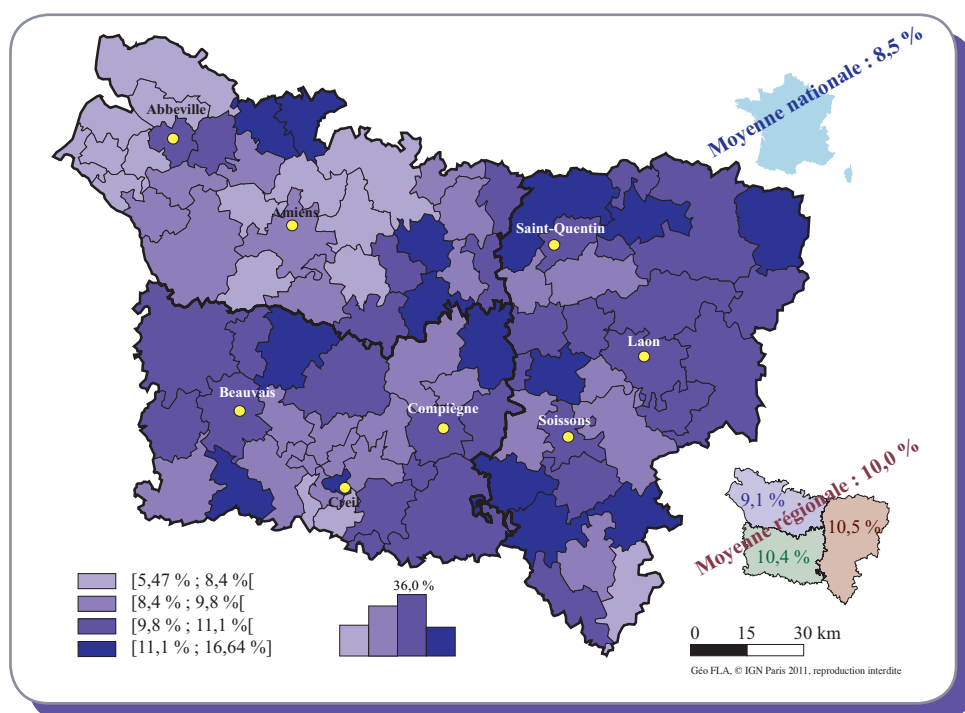 Moyenne nationale : 8,5 %
Abbeville
Amiens
Saint-Quentin
Laon
Beauvais
Compiègne
Soissons
Creil
Moyenne régionale : 10,0 %
9,1 %
10,5 %
10,4 %
[5,47 % ; 8,4 %[
[8,4 % ; 9,8 %[
[9,8 % ; 11,1 %[
[11,1 % ; 16,64 %]
36,0 %
0 15 30 km
Géo FLA, © IGN Paris 2011, reproduction interdite